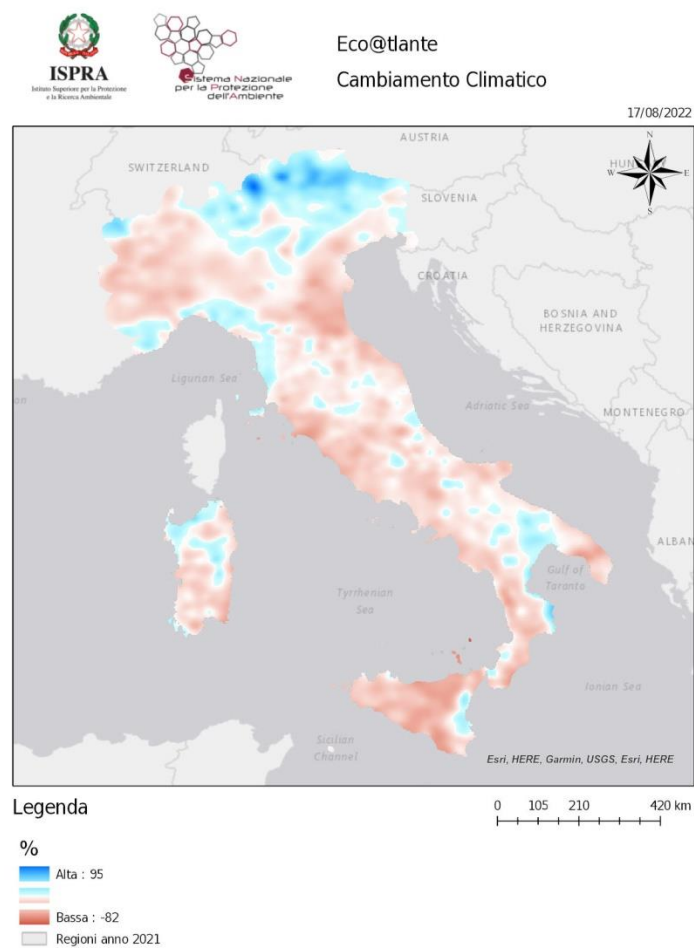 ISPRA
Istituto Superiore per la Protezione
e la Ricerca Ambientale
Sistema Nazionale
per la Protezione
dell'Ambiente
Eco@tlante
Cambiamento Climatico
17/08/2022
AUSTRIA
SWITZERLAND
HUN
N
W
E
S
SLOVENIA
CROATIA
BOSNIA AND
HERZEGOVINA
Ligurian Sea
on
Adriatic Sea
MONTENEGRO
ALBAN
Gulf of
Taranto
Tyrrhenian
Sea
Ionian Sea
Sicilian
Channel
Esri, HERE, Garmin, USGS, Esri, HERE
Legenda
0 105 210 420 km
%
Alta : 95
Bassa : -82
Regioni anno 2021